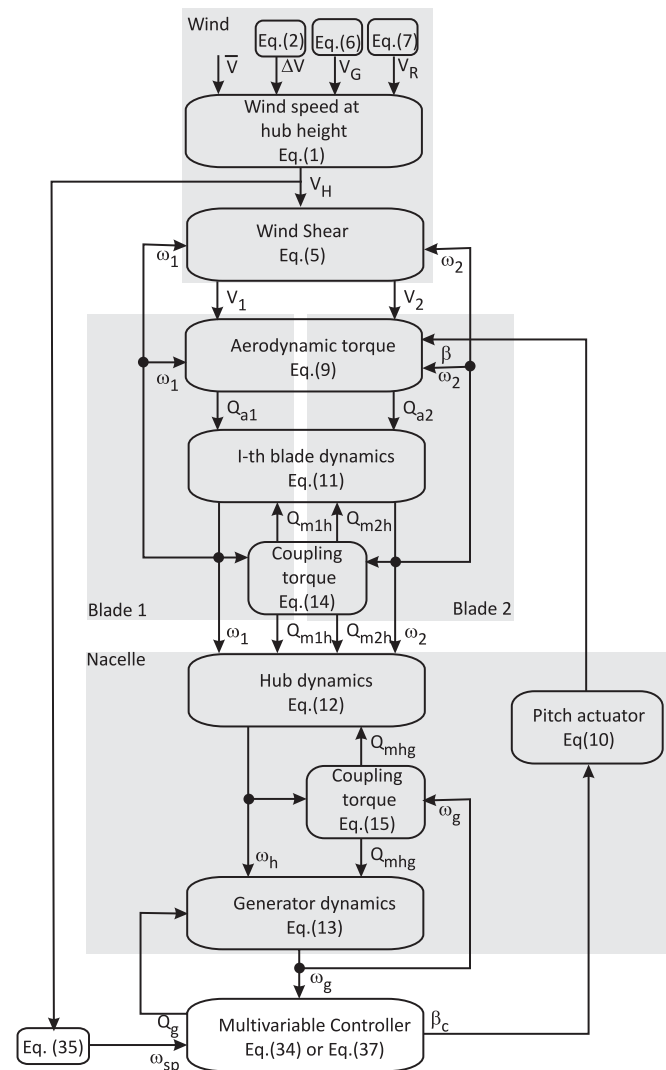 Wind
Eq.(2)
Eq.(6)
Eq.(7)
V̅
ΔV
V_G
V_R
Wind speed at
hub height
Eq.(1)
V_H
Wind Shear
Eq.(5)
ω_1
ω_2
V_1
V_2
Aerodynamic torque
Eq.(9)
ω_1
β
ω_2
Q_a1
Q_a2
I-th blade dynamics
Eq.(11)
Q_m1h
Q_m2h
Coupling
torque
Eq.(14)
Blade 1
Blade 2
ω_1
Q_m1h
Q_m2h
ω_2
Nacelle
Hub dynamics
Eq.(12)
Pitch actuator
Eq(10)
Q_mhg
Coupling
torque
Eq.(15)
ω_g
ω_h
Q_mhg
Generator dynamics
Eq.(13)
ω_g
Q_g
Multivariable Controller
Eq.(34) or Eq.(37)
β_c
Eq. (35)
ω_sp